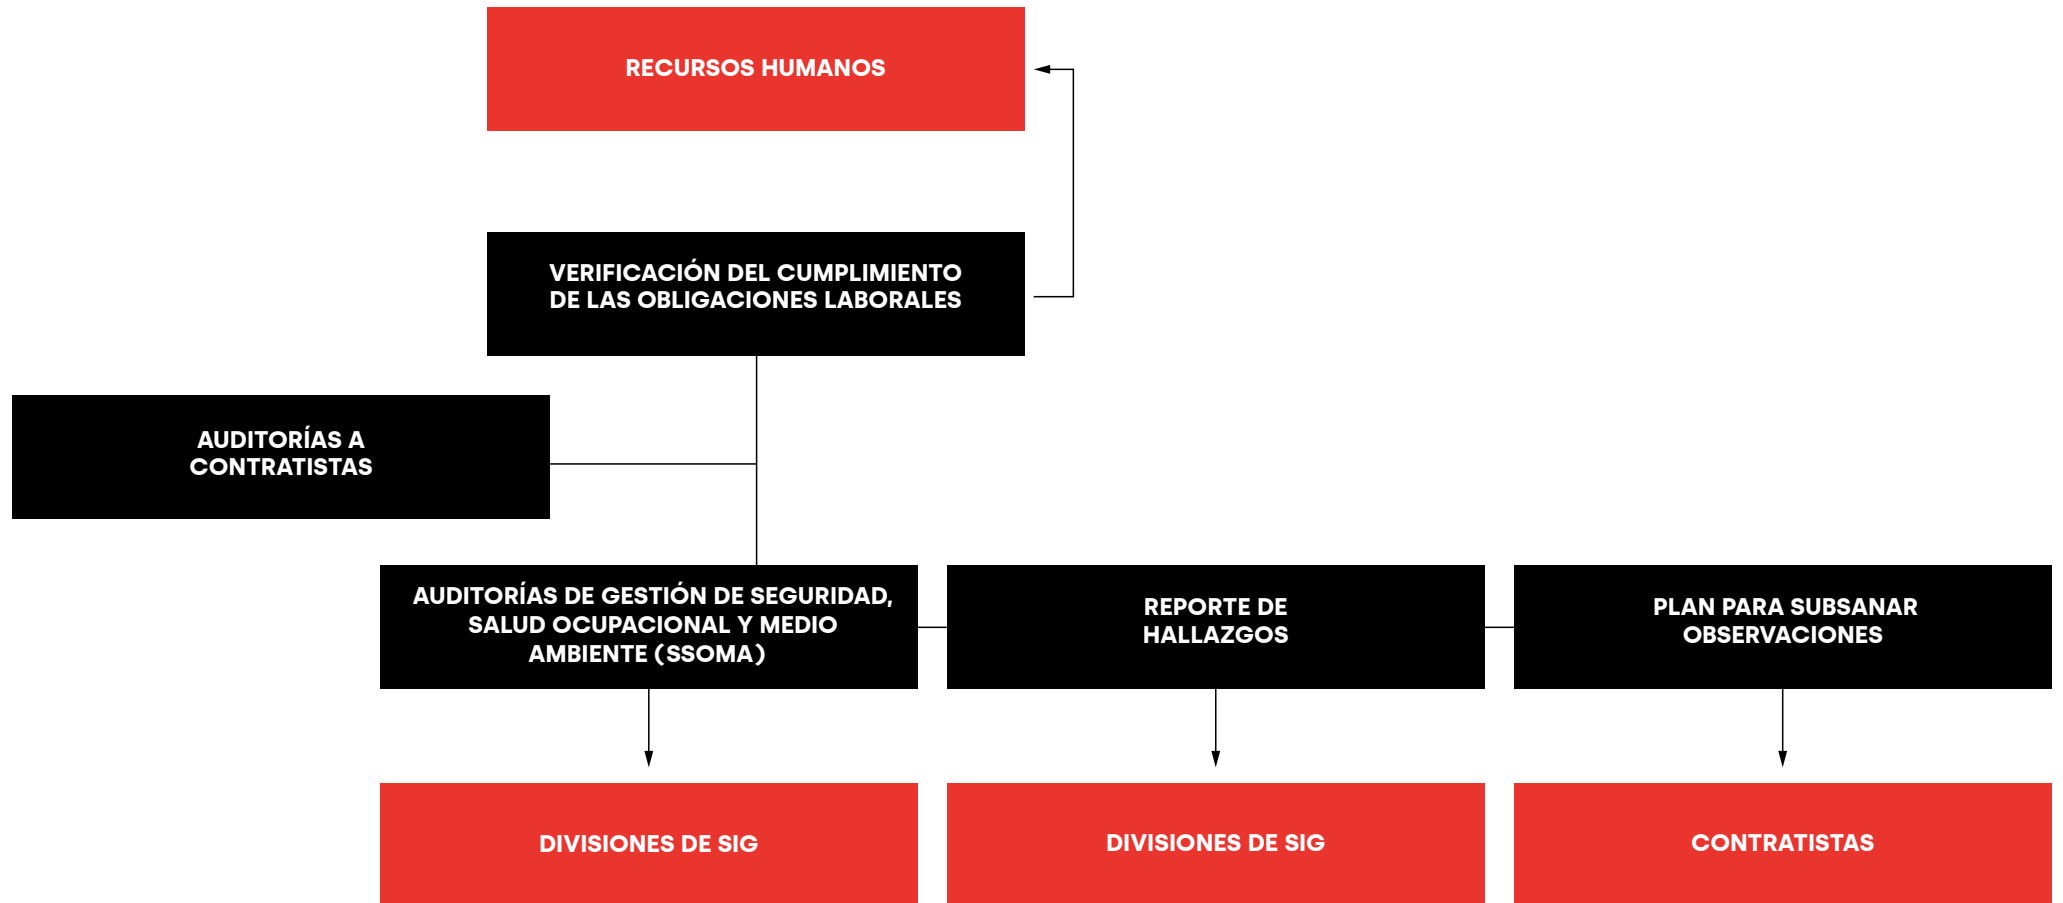 RECURSOS HUMANOS
VERIFICACIÓN DEL CUMPLIMIENTO
DE LAS OBLIGACIONES LABORALES
AUDITORÍAS A
CONTRATISTAS
AUDITORÍAS DE GESTIÓN DE SEGURIDAD,
SALUD OCUPACIONAL Y MEDIO
AMBIENTE (SSOMA)
REPORTE DE
HALLAZGOS
PLAN PARA SUBSANAR
OBSERVACIONES
DIVISIONES DE SIG
DIVISIONES DE SIG
CONTRATISTAS